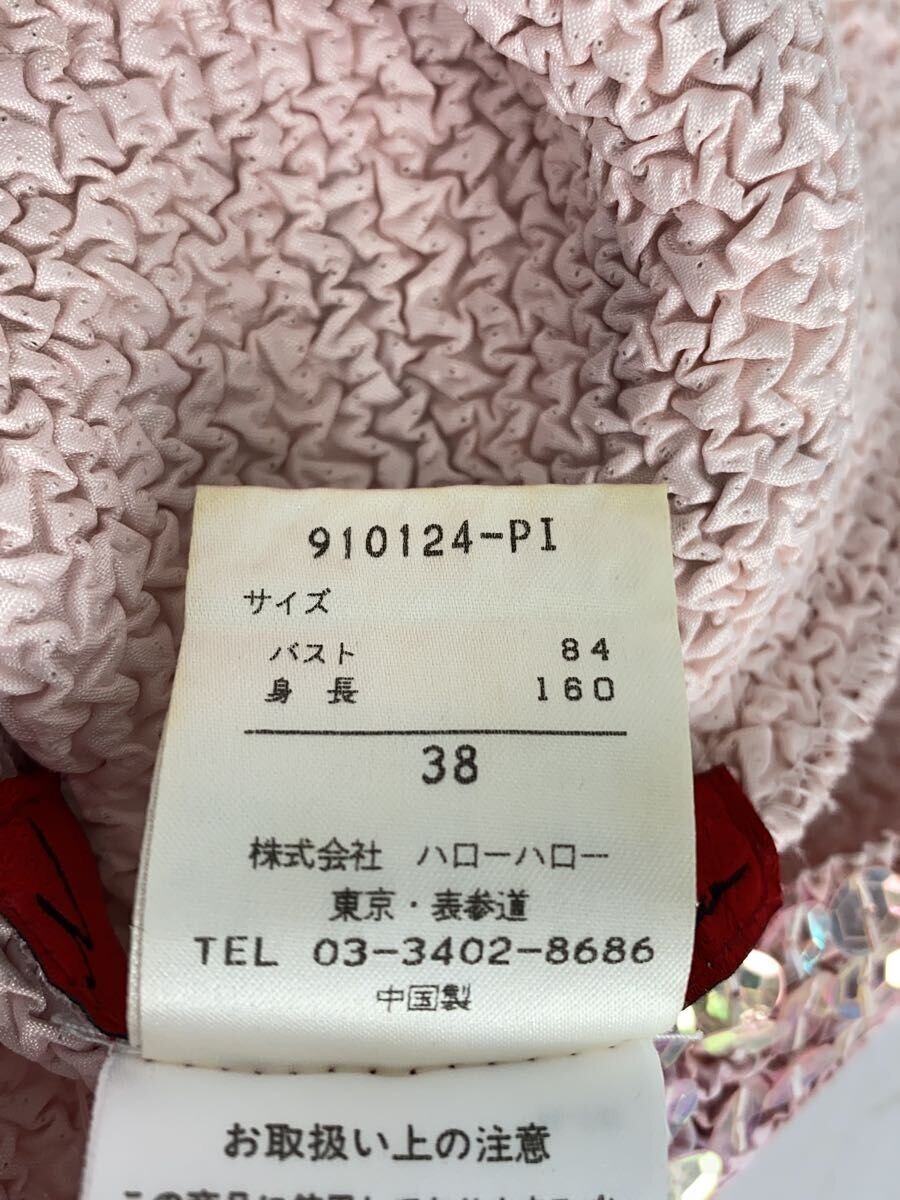 910124-PI
サイズ
バスト 84
身長 160
38
株式会社 ハローハロー
東京・表参道
TEL 03-3402-8686
中国製
お取扱い上の注意